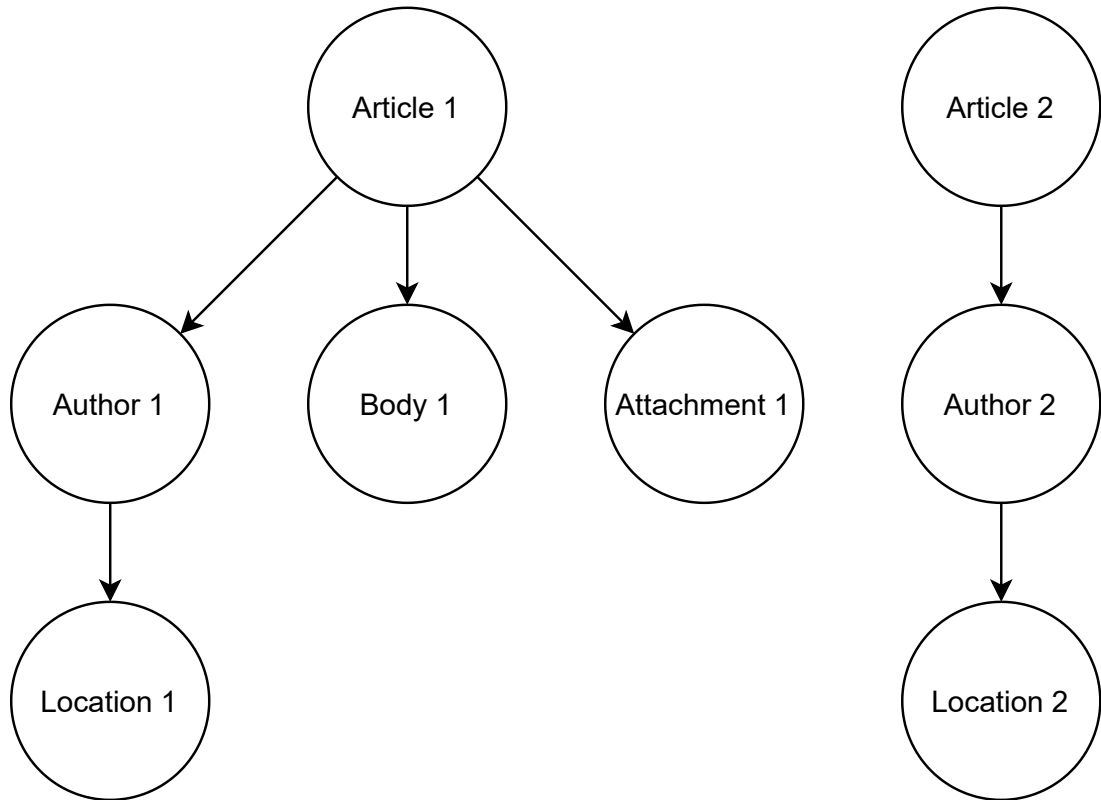 Article 1
Article 2
Author 1
Body 1
Attachment 1
Author 2
Location 1
Location 2